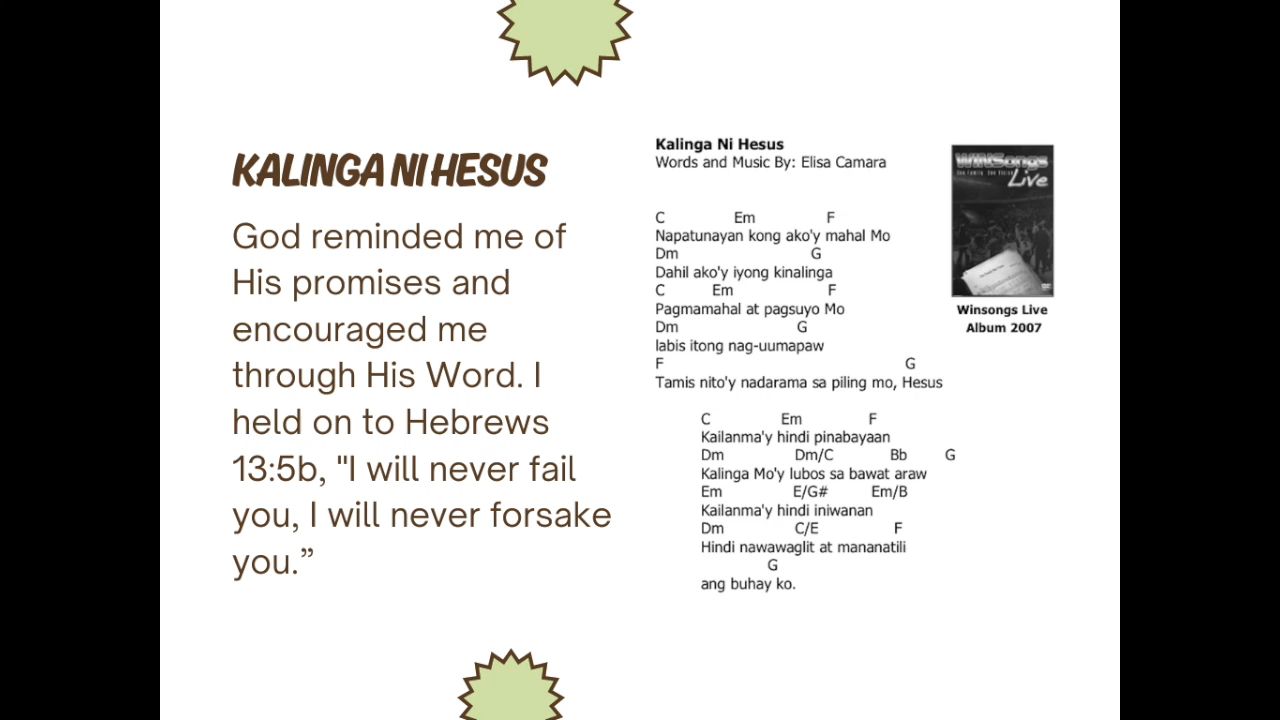 KALINGA NI HESUS
God reminded me of
His promises and
encouraged me
through His Word. I
held on to Hebrews
13:5b, "I will never fail
you, I will never forsake
you.”
Kalinga Ni Hesus
Words and Music By: Elisa Camara
C Em F
Napatunayan kong ako'y mahal Mo
Dm G
Dahil ako'y iyong kinalinga
C Em F
Pagmamahal at pagsuyo Mo
Dm G
labis itong nag-uumapaw
F G
Tamis nito'y nadarama sa piling mo, Hesus
C Em F
Kailanma'y hindi pinabayaan
Dm Dm/C Bb G
Kalinga Mo'y lubos sa bawat araw
Em E/G# Em/B
Kailanma'y hindi iniwanan
Dm C/E F
Hindi nawawaglit at mananatili
G
ang buhay ko.
WINSongs
Live
Winsongs Live
Album 2007